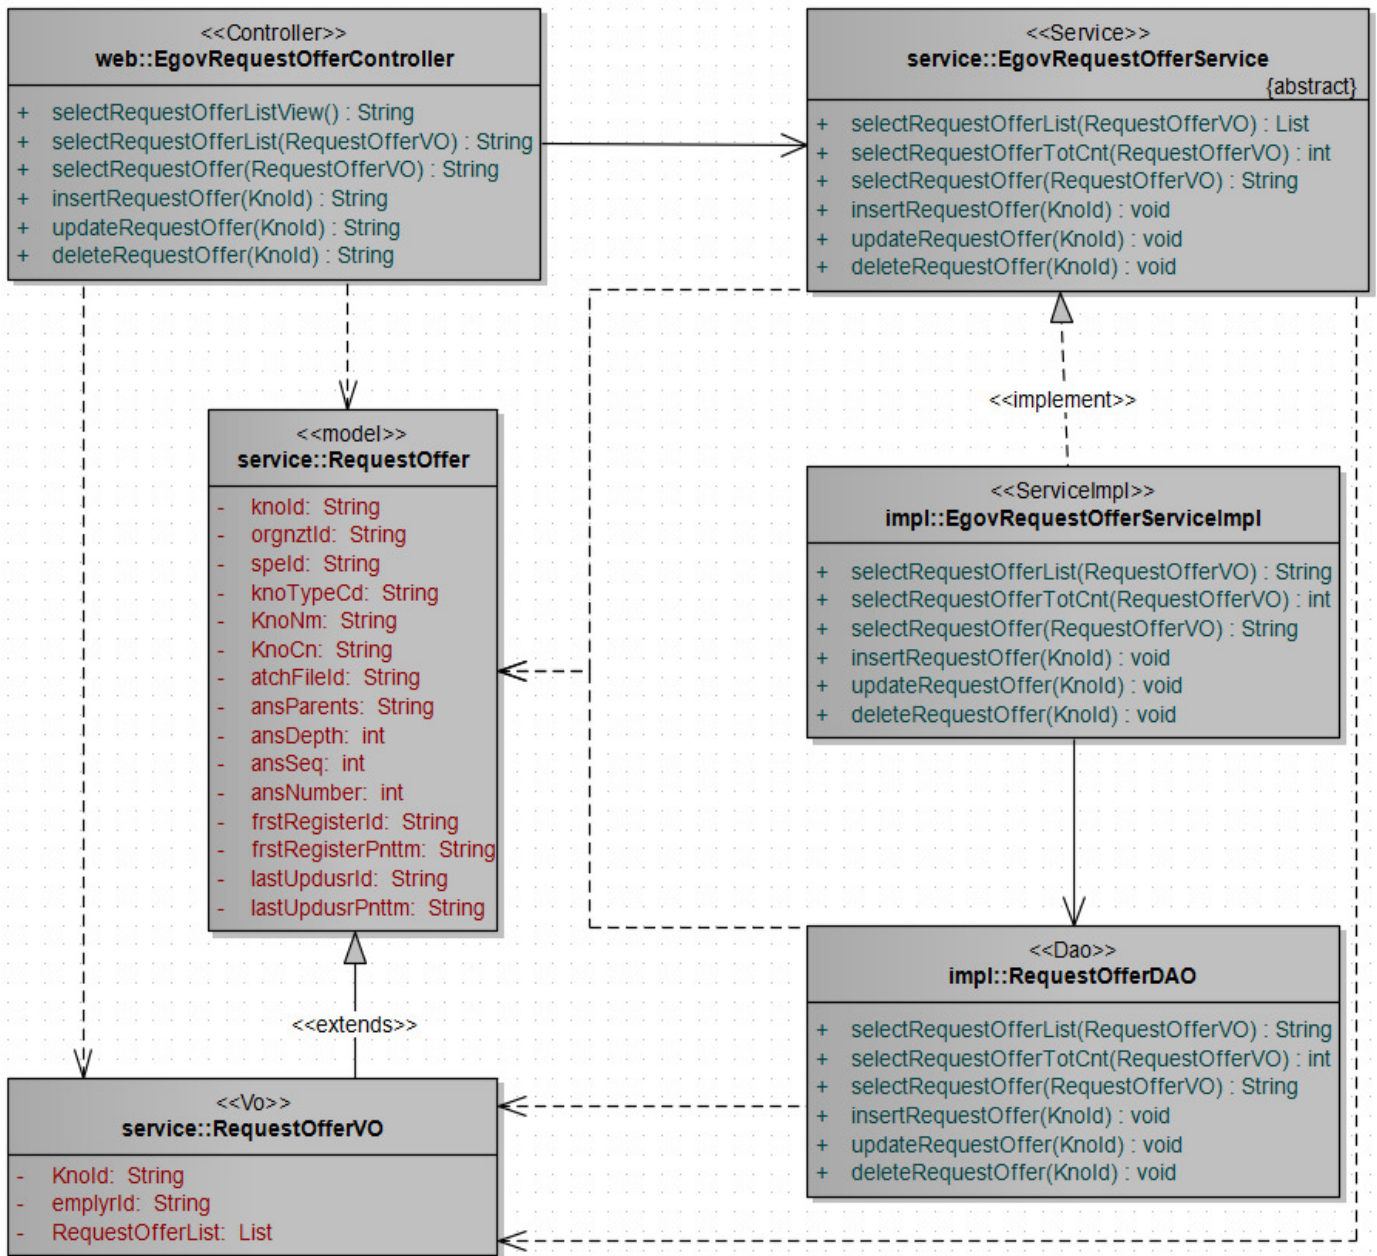 <<Controller>>
web::EgovRequestOfferController
+ selectRequestOfferListView() : String
+ selectRequestOfferList(RequestOfferVO) : String
+ selectRequestOffer(RequestOfferVO) : String
+ insertRequestOffer(KnoId) : String
+ updateRequestOffer(KnoId) : String
+ deleteRequestOffer(KnoId) : String
<<Service>>
service::EgovRequestOfferService
{abstract}
+ selectRequestOfferList(RequestOfferVO) : List
+ selectRequestOfferTotCnt(RequestOfferVO) : int
+ selectRequestOffer(RequestOfferVO) : String
+ insertRequestOffer(KnoId) : void
+ updateRequestOffer(KnoId) : void
+ deleteRequestOffer(KnoId) : void
<<implement>>
<<model>>
service::RequestOffer
- knoId: String
- orgnztId: String
- speId: String
- knoTypeCd: String
- KnoNm: String
- KnoCn: String
- atchFileId: String
- ansParents: String
- ansDepth: int
- ansSeq: int
- ansNumber: int
- frstRegisterId: String
- frstRegisterPnttm: String
- lastUpdusrId: String
- lastUpdusrPnttm: String
<<ServiceImpl>>
impl::EgovRequestOfferServiceImpl
+ selectRequestOfferList(RequestOfferVO) : String
+ selectRequestOfferTotCnt(RequestOfferVO) : int
+ selectRequestOffer(RequestOfferVO) : String
+ insertRequestOffer(KnoId) : void
+ updateRequestOffer(KnoId) : void
+ deleteRequestOffer(KnoId) : void
<<extends>>
<<Dao>>
impl::RequestOfferDAO
+ selectRequestOfferList(RequestOfferVO) : String
+ selectRequestOfferTotCnt(RequestOfferVO) : int
+ selectRequestOffer(RequestOfferVO) : String
+ insertRequestOffer(KnoId) : void
+ updateRequestOffer(KnoId) : void
+ deleteRequestOffer(KnoId) : void
<<Vo>>
service::RequestOfferVO
- KnoId: String
- emplyrId: String
- RequestOfferList: List